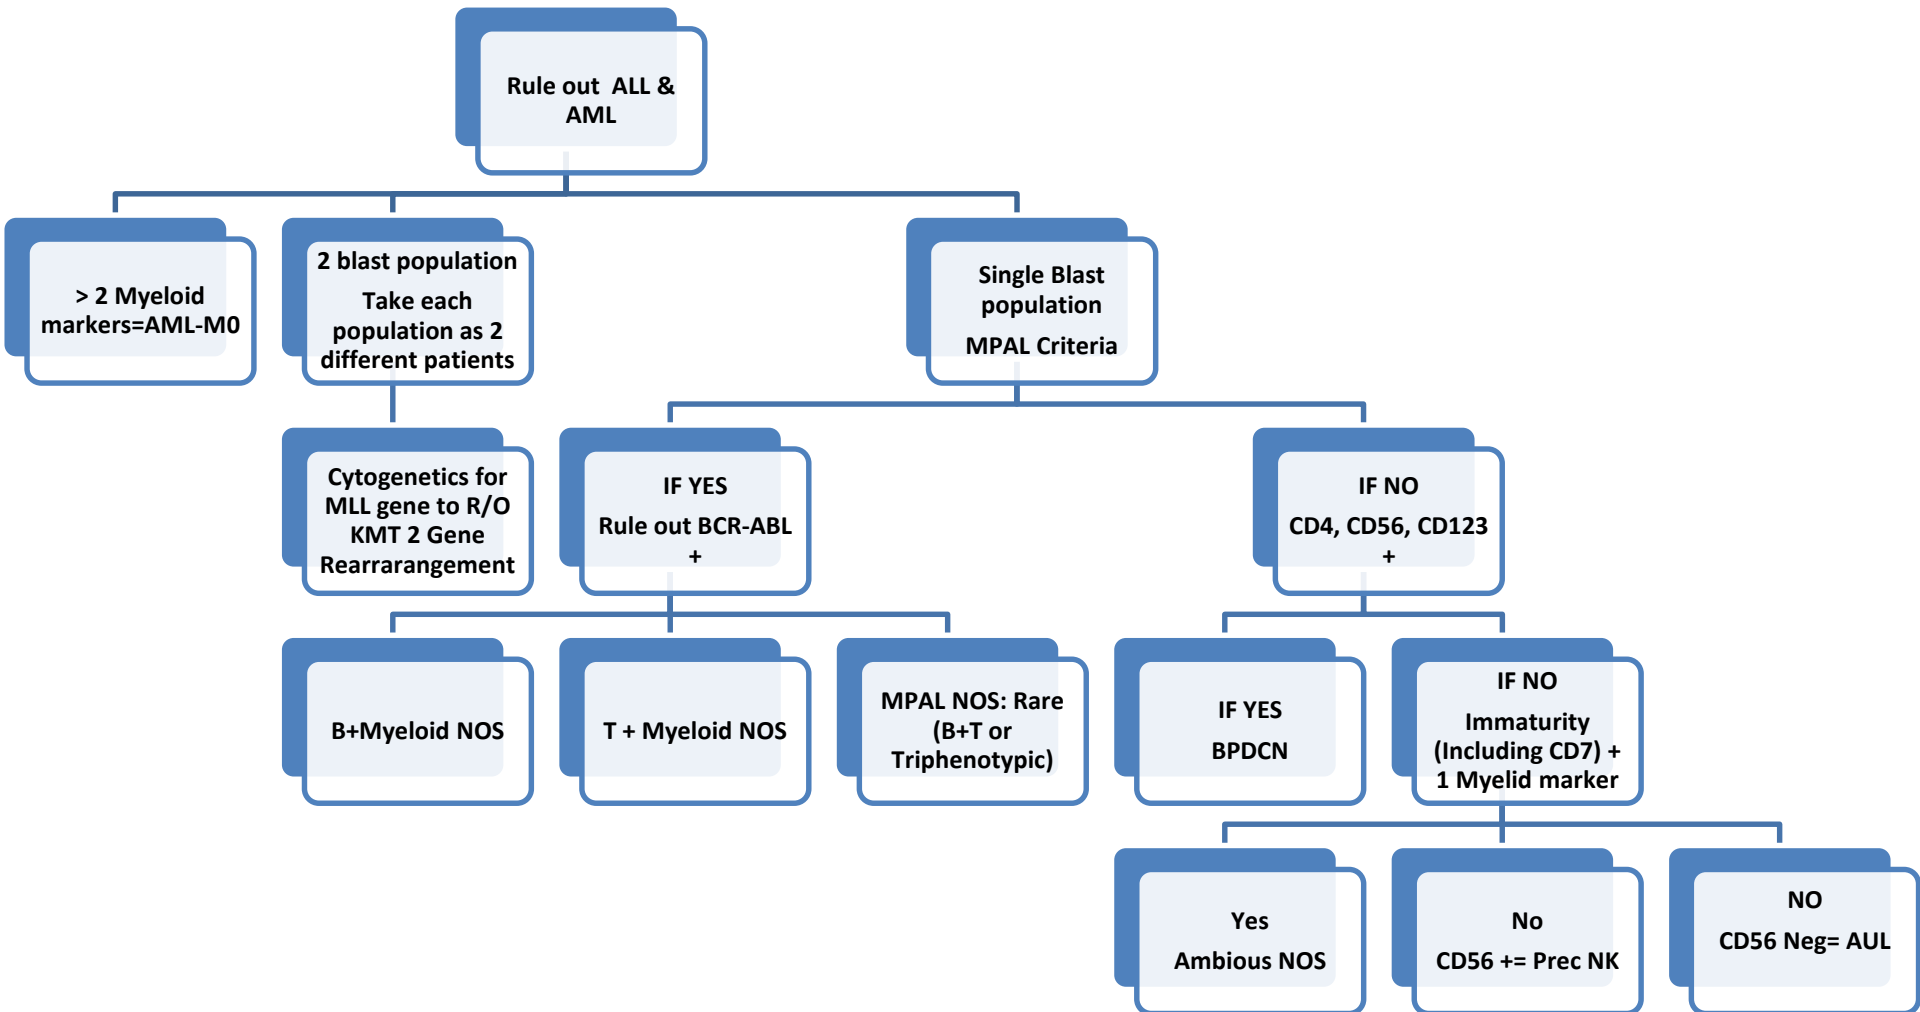 Rule out ALL &
AML
> 2 Myeloid
markers=AML-M0
2 blast population
Take each
population as 2
different patients
Single Blast
population
MPAL Criteria
Cytogenetics for
MLL gene to R/O
KMT 2 Gene
Rearrarangement
IF YES
Rule out BCR-ABL
+
IF NO
CD4, CD56, CD123
+
B+Myeloid NOS
T + Myeloid NOS
MPAL NOS: Rare
(B+T or
Triphenotypic)
IF YES
BPDCN
IF NO
Immaturity
(Including CD7) +
1 Myelid marker
Yes
Ambious NOS
No
CD56 += Prec NK
NO
CD56 Neg= AUL